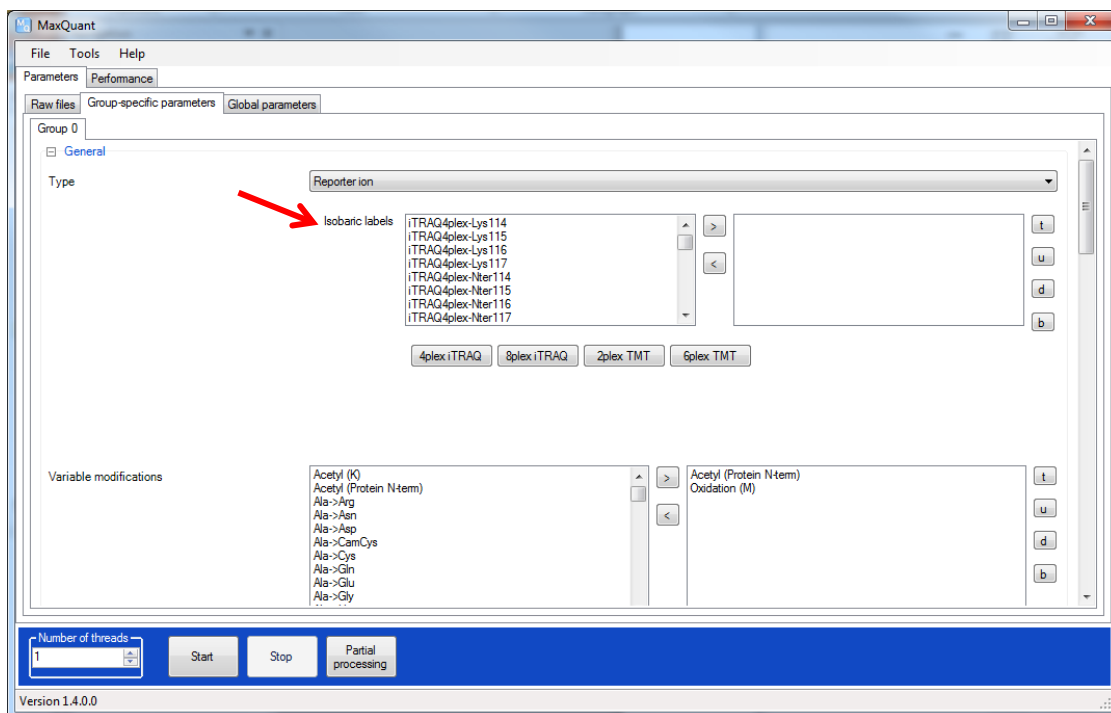 MaxQuant
File Tools Help
Parameters Performance
Raw files Group-specific parameters Global parameters
Group 0
General
Type Reporter ion
Isobaric labels
iTRAQ4plex-Lys114
iTRAQ4plex-Lys115
iTRAQ4plex-Lys116
iTRAQ4plex-Lys117
iTRAQ4plex-Nter114
iTRAQ4plex-Nter115
iTRAQ4plex-Nter116
iTRAQ4plex-Nter117
>
<
t
u
d
b
4plex iTRAQ 8plex iTRAQ 2plex TMT 6plex TMT
Variable modifications
Acetyl (K)
Acetyl (Protein N-term)
Ala->Arg
Ala->Asn
Ala->Asp
Ala->CamCys
Ala->Cys
Ala->Gln
Ala->Glu
Ala->Gly
>
<
Acetyl (Protein N-term)
Oxidation (M)
t
u
d
b
Number of threads
1
Start Stop Partial
processing
Version 1.4.0.0